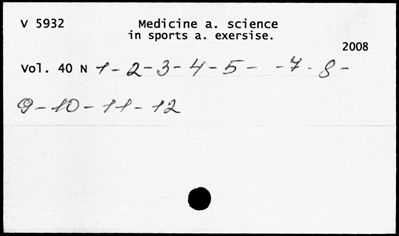 V 5932 Medicine a. science
in sports a. exersise.
2008
Vol. 40 N 1-2-3-4-5- -7-8-
9-10-11-12